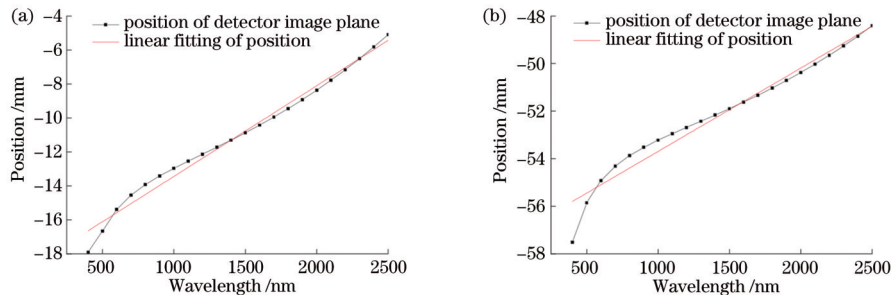 (a)
position of detector image plane
linear fitting of position
Position /mm
−4
−6
−8
−10
−12
−14
−16
−18
500
1000
1500
2000
2500
Wavelength /nm
(b)
position of detector image plane
linear fitting of position
Position /mm
−48
−50
−52
−54
−56
−58
500
1000
1500
2000
2500
Wavelength /nm